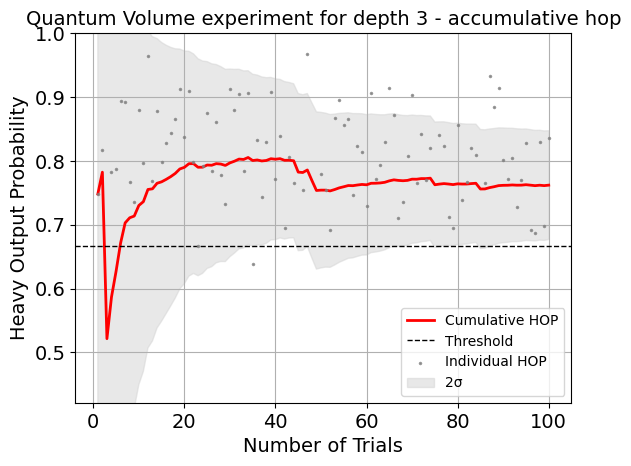 Quantum Volume experiment for depth 3 - accumulative hop
Heavy Output Probability
1.0
0.9
0.8
0.7
0.6
0.5
0
20
40
60
80
100
Number of Trials
Cumulative HOP
Threshold
Individual HOP
2σ